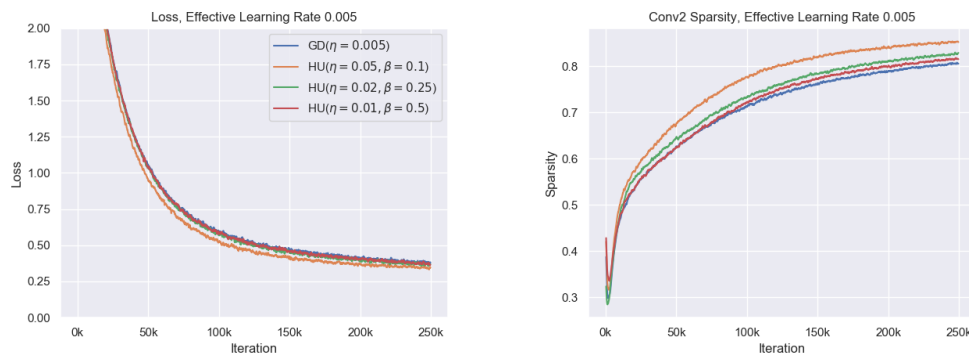 Loss, Effective Learning Rate 0.005
2.00
1.75
1.50
1.25
1.00
0.75
0.50
0.25
0.00
Loss
GD(η = 0.005)
HU(η = 0.05, β = 0.1)
HU(η = 0.02, β = 0.25)
HU(η = 0.01, β = 0.5)
0k 50k 100k 150k 200k 250k
Iteration
Conv2 Sparsity, Effective Learning Rate 0.005
0.8
0.7
0.6
0.5
0.4
0.3
Sparsity
0k 50k 100k 150k 200k 250k
Iteration